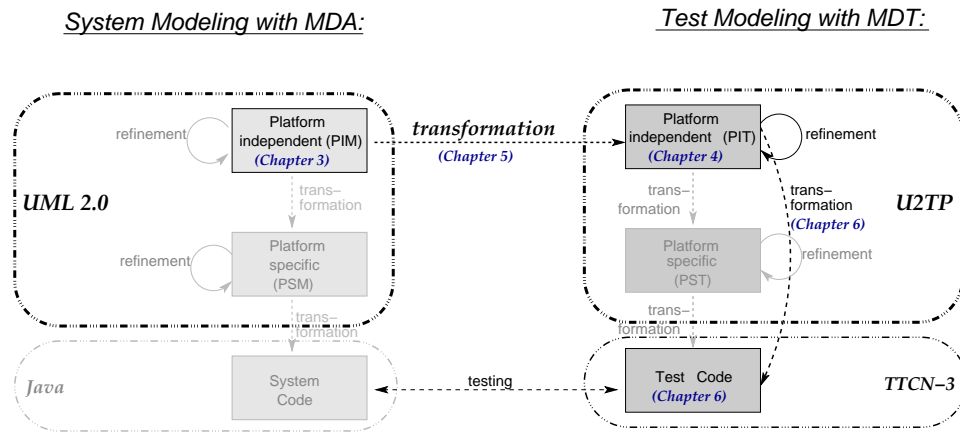 System Modeling with MDA:
Test Modeling with MDT:
Platform
independent (PIM)
(Chapter 3)
refinement
transformation
(Chapter 5)
Platform
independent (PIT)
(Chapter 4)
refinement
UML 2.0
trans–
formation
trans–
formation
trans–
formation
(Chapter 6)
U2TP
refinement
Platform
specific
(PSM)
Platform
specific
(PST)
refinement
trans–
formation
trans–
formation
Java
System
Code
testing
Test Code
(Chapter 6)
TTCN–3